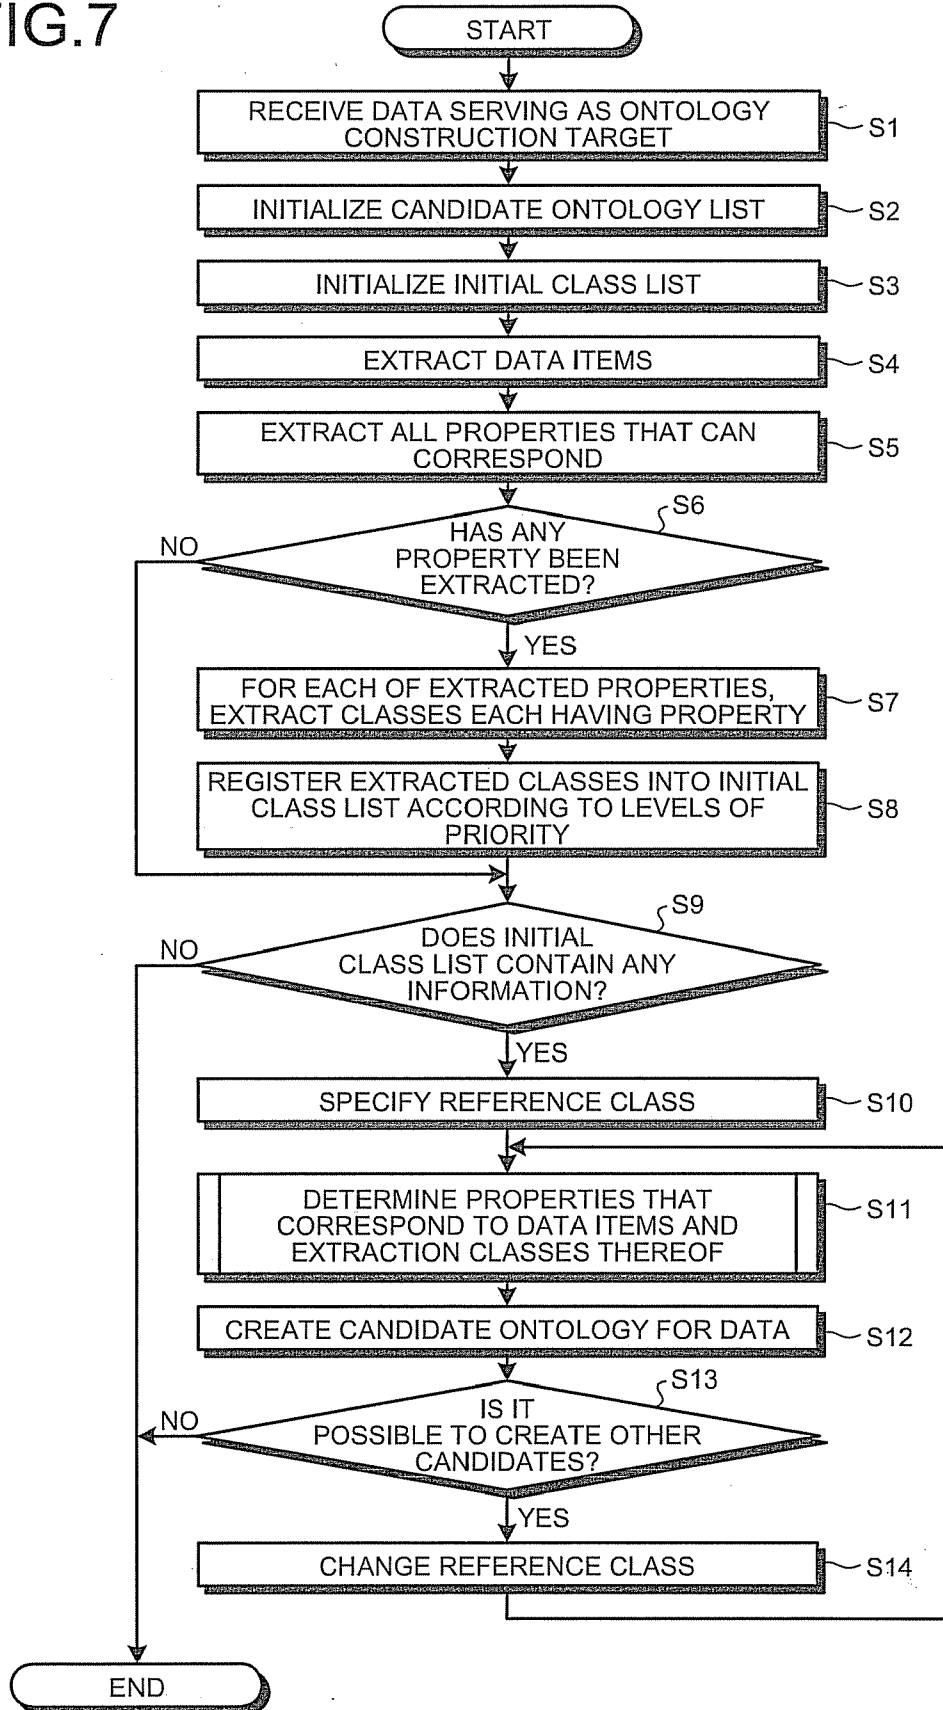 FIG.7
START
RECEIVE DATA SERVING AS ONTOLOGY
CONSTRUCTION TARGET
S1
INITIALIZE CANDIDATE ONTOLOGY LIST
S2
INITIALIZE INITIAL CLASS LIST
S3
EXTRACT DATA ITEMS
S4
EXTRACT ALL PROPERTIES THAT CAN
CORRESPOND
S5
S6
HAS ANY
PROPERTY BEEN
EXTRACTED?
NO
YES
FOR EACH OF EXTRACTED PROPERTIES,
EXTRACT CLASSES EACH HAVING PROPERTY
S7
REGISTER EXTRACTED CLASSES INTO INITIAL
CLASS LIST ACCORDING TO LEVELS OF
PRIORITY
S8
S9
DOES INITIAL
CLASS LIST CONTAIN ANY
INFORMATION?
NO
YES
SPECIFY REFERENCE CLASS
S10
DETERMINE PROPERTIES THAT
CORRESPOND TO DATA ITEMS AND
EXTRACTION CLASSES THEREOF
S11
CREATE CANDIDATE ONTOLOGY FOR DATA
S12
S13
IS IT
POSSIBLE TO CREATE OTHER
CANDIDATES?
NO
YES
CHANGE REFERENCE CLASS
S14
END